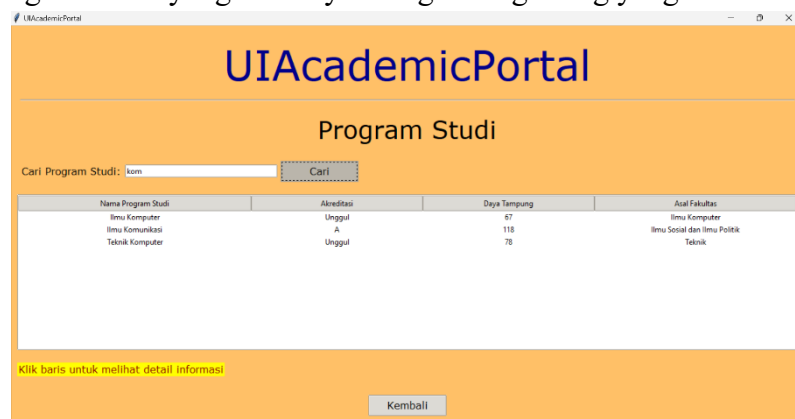 UIAcademicPortal
UIAcademicPortal
Program Studi
Cari Program Studi: kom Cari
Nama Program Studi Akreditasi Daya Tampung Asal Fakultas
Ilmu Komputer Unggul 67 Ilmu Komputer
Ilmu Komunikasi A 118 Ilmu Sosial dan Ilmu Politik
Teknik Komputer Unggul 78 Teknik
Klik baris untuk melihat detail informasi
Kembali